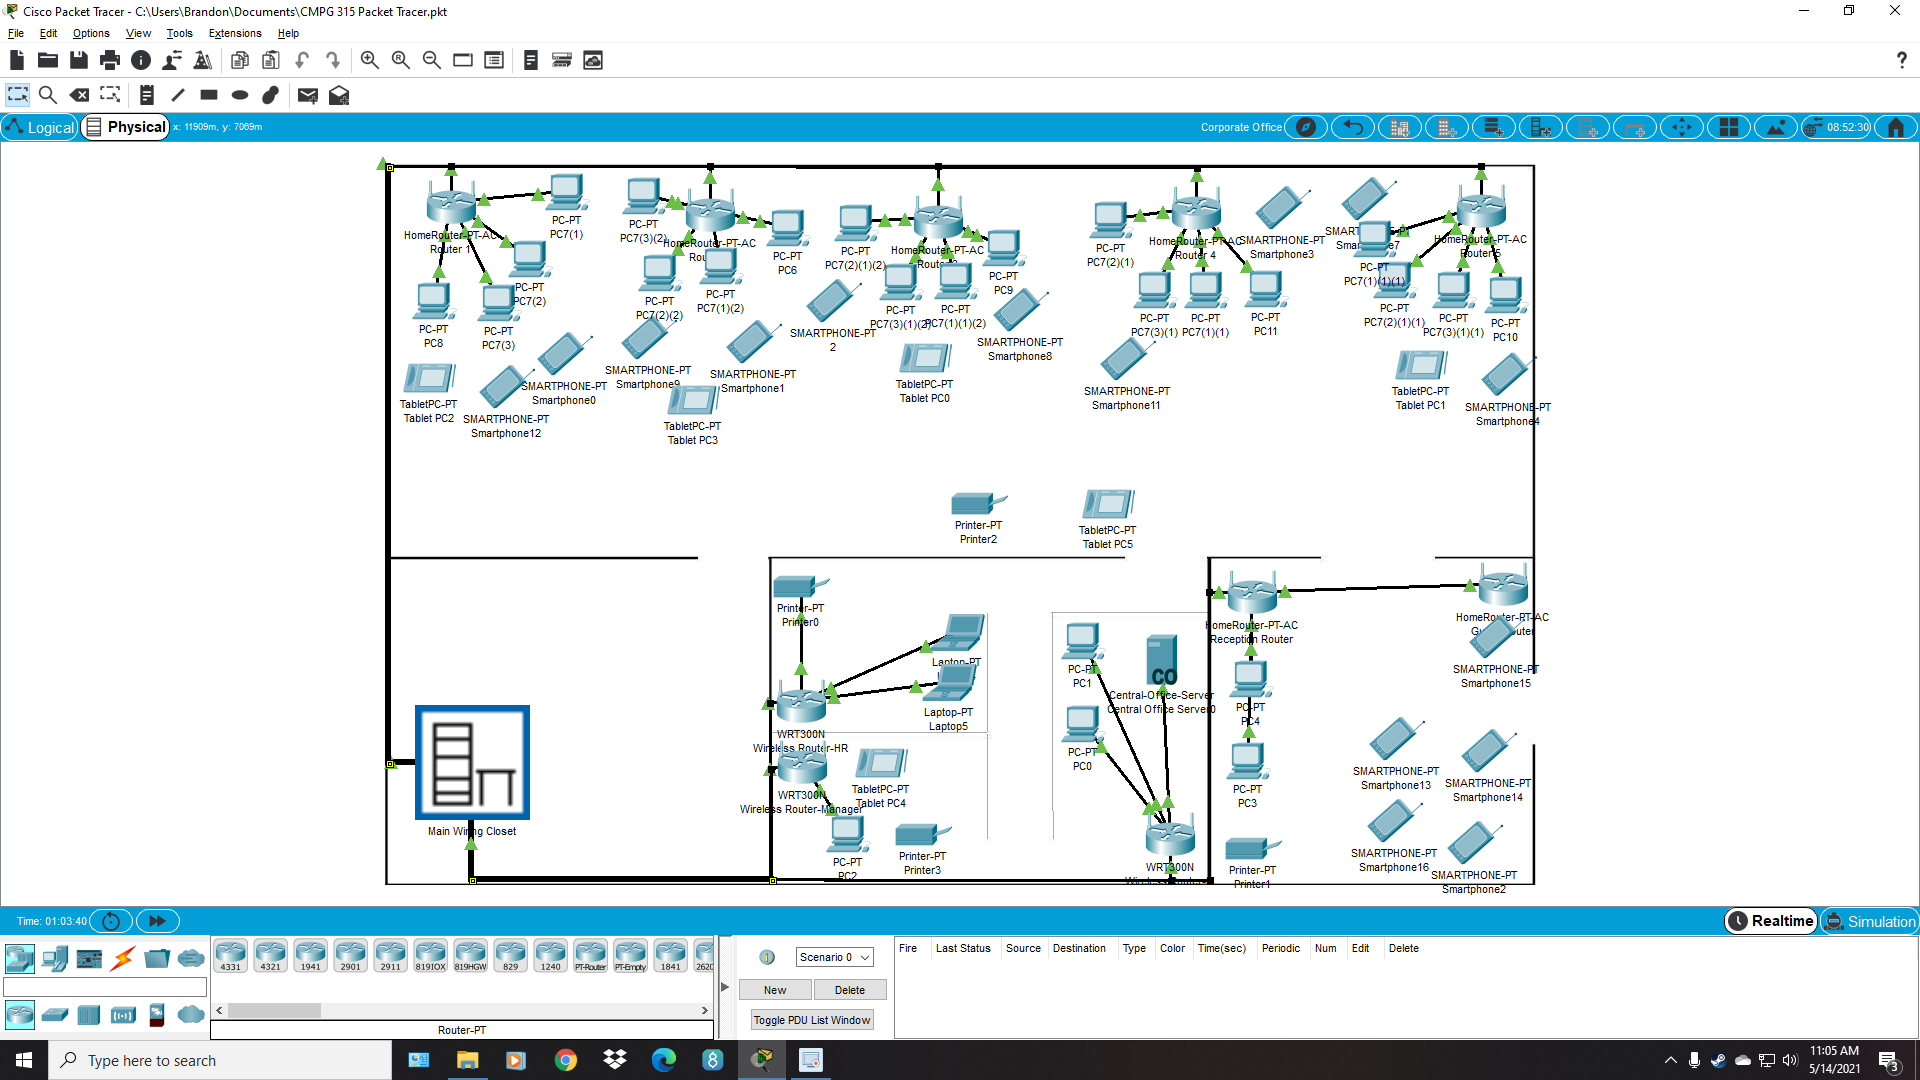 Cisco Packet Tracer - C:\Users\Brandon\Documents\CMPG 315 Packet Tracer.pkt
File Edit Options View Tools Extensions Help
Logical Physical x: 11909m, y: 7069m Corporate Office 08:52:30
PC-PT
PC7(1)
HomeRouter-PT-AC
Router 1
PC-PT
PC7(2)
PC-PT
PC8
PC-PT
PC7(3)
PC-PT
PC7(3)(2)
HomeRouter-PT-AC
PC-PT
PC6
PC-PT
PC7(2)(2)
PC-PT
PC7(1)(2)
PC-PT
PC7(2)(1)(2)
HomeRouter-PT-AC
PC-PT
PC9
PC-PT
PC7(3)(1)(2)
PC-PT
PC7(1)(1)(2)
PC-PT
PC7(2)(1)
HomeRouter-PT-AC
Router 4
SMARTPHONE-PT
Smartphone3
PC-PT
PC7(3)(1)
PC-PT
PC7(1)(1)
PC-PT
PC11
SMARTPHONE-PT
Smartphone7
HomeRouter-PT-AC
Router 5
PC-PT
PC7(1)(1)(1)
PC-PT
PC7(2)(1)(1)
PC-PT
PC7(3)(1)(1)
PC-PT
PC10
TabletPC-PT
Tablet PC2
SMARTPHONE-PT
Smartphone12
SMARTPHONE-PT
Smartphone0
SMARTPHONE-PT
Smartphone9
SMARTPHONE-PT
Smartphone1
TabletPC-PT
Tablet PC3
SMARTPHONE-PT
2
TabletPC-PT
Tablet PC0
SMARTPHONE-PT
Smartphone8
SMARTPHONE-PT
Smartphone11
TabletPC-PT
Tablet PC1
SMARTPHONE-PT
Smartphone4
Printer-PT
Printer2
TabletPC-PT
Tablet PC5
Printer-PT
Printer0
Laptop-PT
Laptop-PT
Laptop5
WRT300N
Wireless Router-HR
WRT300N
Wireless Router-Manager
TabletPC-PT
Tablet PC4
PC-PT
PC2
Printer-PT
Printer3
PC-PT
PC1
PC-PT
PC0
CO
Central-Office-Server
Central Office Server0
WRT300N
HomeRouter-PT-AC
Reception Router
PC-PT
PC4
PC-PT
PC3
Printer-PT
Printer1
HomeRouter-PT-AC
SMARTPHONE-PT
Smartphone15
SMARTPHONE-PT
Smartphone13
SMARTPHONE-PT
Smartphone14
SMARTPHONE-PT
Smartphone16
SMARTPHONE-PT
Smartphone2
Main Wiring Closet
Time: 01:03:40 Realtime Simulation
4331 4321 1941 2901 2911 819IOX 819HGW 829 1240 PT-Router PT-Empty 1841 2620
Router-PT
Scenario 0
New Delete
Toggle PDU List Window
Fire Last Status Source Destination Type Color Time(sec) Periodic Num Edit Delete
Type here to search
11:05 AM
5/14/2021
3